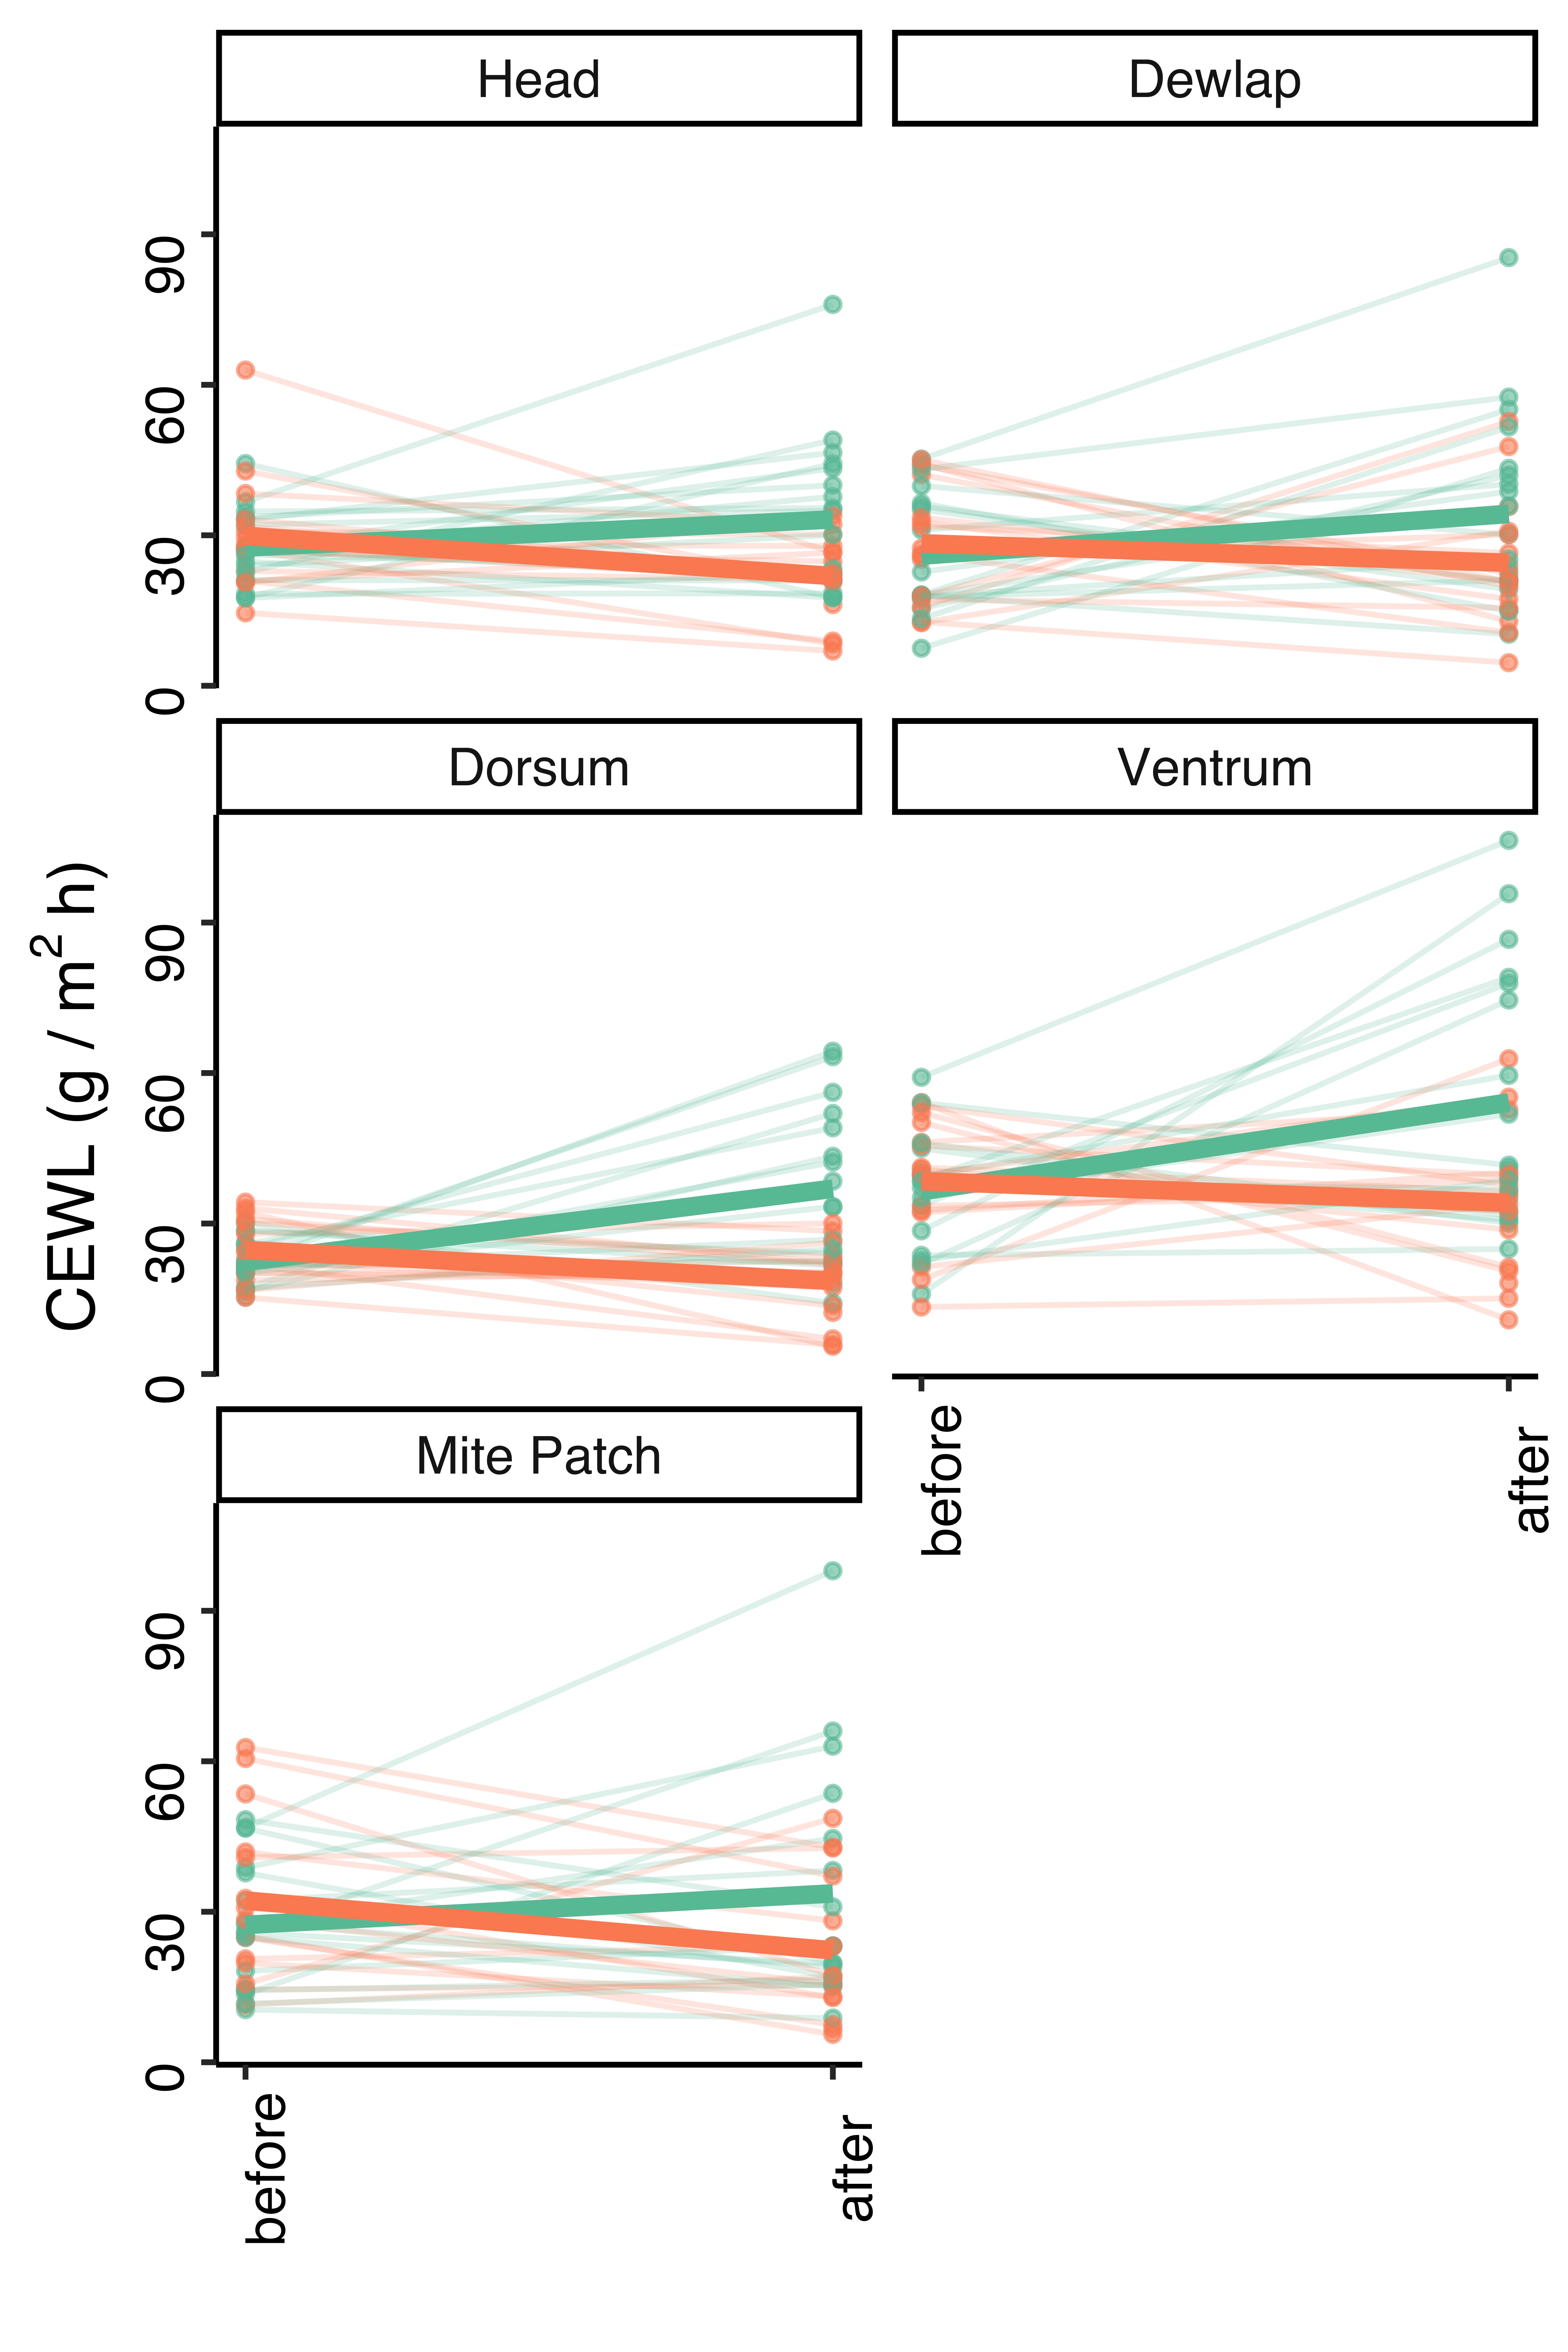 Head
Dewlap
90
60
30
0
Dorsum
Ventrum
CEWL (g / m² h)
90
60
30
0
before
after
Mite Patch
90
60
30
0
before
after